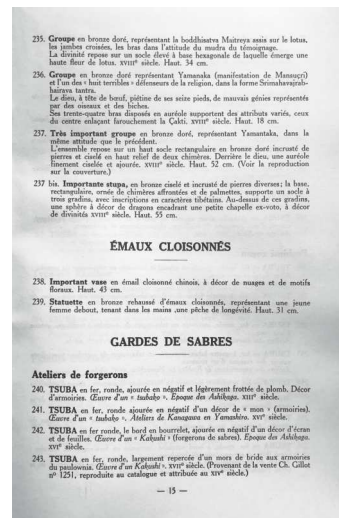 235. Groupe en bronze doré, représentant la boddhisatva Maitreya assis sur le lotus,
les jambes croisées, les bras dans l'attitude du mudra du témoignage.
La divinité repose sur un socle élevé à base hexagonale de laquelle émerge une
haute fleur de lotus. XVIIIe siècle. Haut. 34 cm.
236. Groupe en bronze doré représentant Yamanaka (manifestation de Mansuçri)
et l'un des « huit terribles » défenseurs de la religion, dans la forme Srimahavajrab-
hairava tantra.
Le dieu, à tête de bœuf, piétine de ses seize pieds, de mauvais génies représentés
par des oiseaux et des biches.
Ses trente-quatre bras disposés en auréole supportent des attributs variés, ceux
du centre enlaçant farouchement la Çakti. XVIIIe siècle. Haut. 18 cm.
237. Très important groupe en bronze doré, représentant Yamantaka, dans la
même attitude que le précédent.
L'ensemble repose sur un haut socle rectangulaire en bronze doré incrusté de
pierres et ciselé en haut relief de deux chimères. Derrière le dieu, une auréole
finement ciselée et ajourée. XVIIIe siècle. Haut. 52 cm. (Voir la reproduction
sur la couverture.)
237 bis. Importante stupa, en bronze ciselé et incrusté de pierres diverses; la base,
rectangulaire, ornée de chimères affrontées et de palmettes, supporte un socle à
trois gradins, avec inscriptions en caractères tibétains. Au-dessus de ces gradins,
une sphère à décor de dragons encadrant une petite chapelle ex-voto, à décor
de divinités XVIIIe siècle. Haut. 55 cm.
ÉMAUX CLOISONNÉS
238. Important vase en émail cloisonné chinois, à décor de nuages et de motifs
floraux. Haut. 43 cm.
239. Statuette en bronze rehaussé d'émaux cloisonnés, représentant une jeune
femme debout, tenant dans les mains ,une pêche de longévité. Haut. 31 cm.
GARDES DE SABRES
Ateliers de forgerons
240. TSUBA en fer, ronde, ajourée en négatif et légèrement frottée de plomb. Décor
d'armoiries. Œuvre d'un « tsubako ». Epoque des Ashikaga. XIIIe siècle.
241. TSUBA en fer, ronde, ajourée en négatif d'un décor de « mon » (armoiries).
Œuvre d'un « tsubako ». Ateliers de Kanagawa en Yamashiro. XVIe siècle.
242. TSUBA en fer ronde, le bord en bourrelet, ajourée en négatif d'un décor d'écran
et de feuilles. Œuvre d'un « Kakushi » (forgerons de sabres). Epoque des Ashikaga.
XVIe siècle.
243. TSUBA en fer, ronde, largement repercée d'un mors de bride aux armoiries
du paulownis. Œuvre d'un Kakushi ». XVIIe siècle. (Provenant de la vente Ch. Gillot
no 1251, reproduite au catalogue et attribuée au XIVe siècle.)
— 15 —